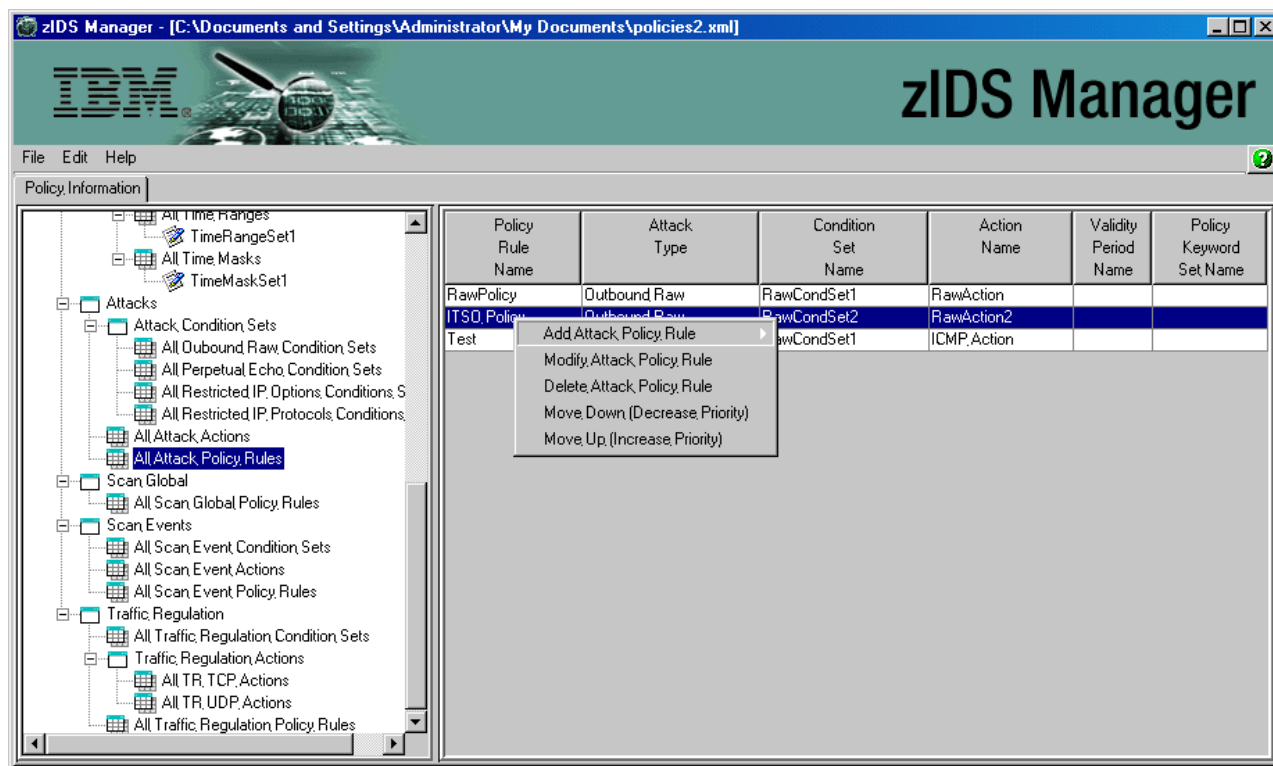 zIDS Manager - [C:\Documents and Settings\Administrator\My Documents\policies2.xml]
IBM®
zIDS Manager
File Edit Help
Policy Information
All Time Ranges
TimeRangeSet1
All Time Masks
TimeMaskSet1
Attacks
Attack Condition Sets
All Oubound Raw Condition Sets
All Perpetual Echo Condition Sets
All Restricted IP Options Conditions S
All Restricted IP Protocols Conditions
All Attack Actions
All Attack Policy Rules
Scan Global
All Scan Global Policy Rules
Scan Events
All Scan Event Condition Sets
All Scan Event Actions
All Scan Event Policy Rules
Traffic Regulation
All Traffic Regulation Condition Sets
Traffic Regulation Actions
All TR TCP Actions
All TR UDP Actions
All Traffic Regulation Policy Rules
Policy Rule Name
Attack Type
Condition Set Name
Action Name
Validity Period Name
Policy Keyword Set Name
RawPolicy Outbound Raw RawCondSet1 RawAction
ITSO Policy Outbound Raw RawCondSet2 RawAction2
Test awCondSet1 ICMP Action
Add Attack Policy Rule
Modify Attack Policy Rule
Delete Attack Policy Rule
Move Down (Decrease Priority)
Move Up (Increase Priority)